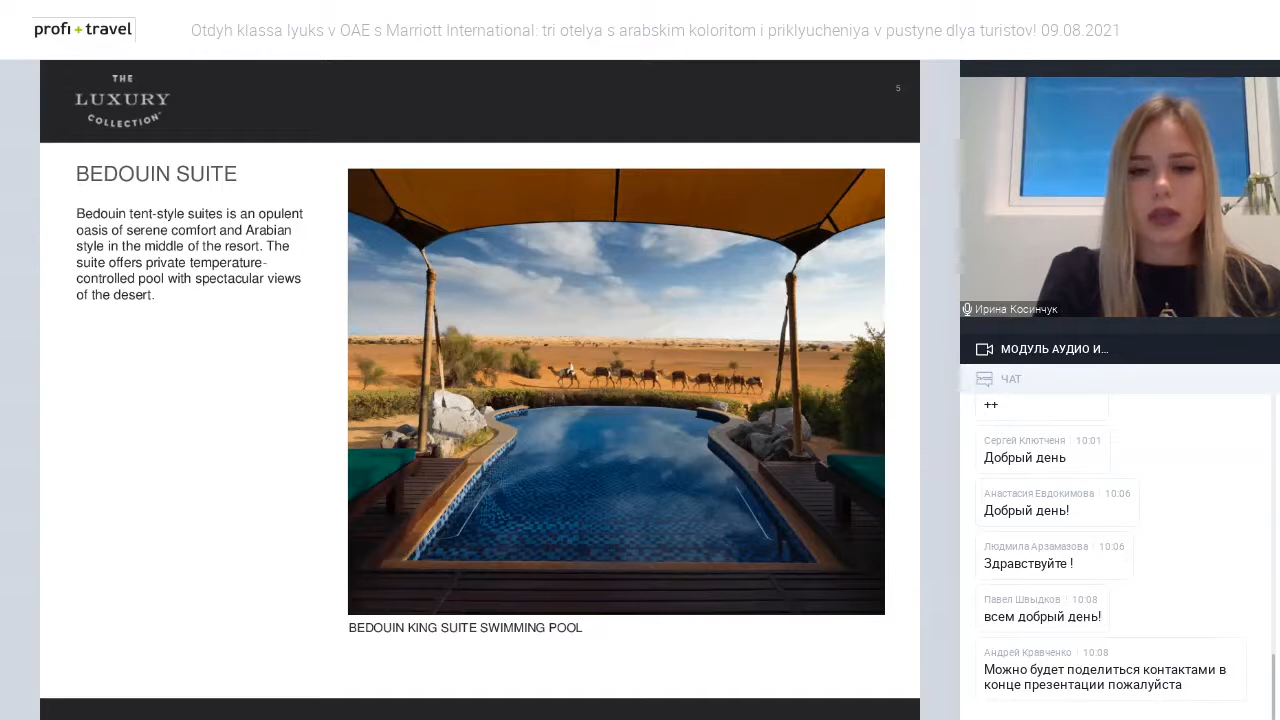 profi + travel
Otdyh klassa lyuks v OAE s Marriott International: tri otelya s arabskim koloritom i priklyucheniya v pustyne dlya turistov! 09.08.2021
THE
LUXURY
COLLECTION
5
BEDOUIN SUITE
Bedouin tent-style suites is an opulent
oasis of serene comfort and Arabian
style in the middle of the resort. The
suite offers private temperature-
controlled pool with spectacular views
of the desert.
BEDOUIN KING SUITE SWIMMING POOL
Ирина Косинчук
МОДУЛЬ АУДИО И...
ЧАТ
++
Сергей Клютченя 10:01
Добрый день
Анастасия Евдокимова 10:06
Добрый день!
Людмила Арзамазова 10:06
Здравствуйте !
Павел Швыдков 10:08
всем добрый день!
Андрей Кравченко 10:08
Можно будет поделиться контактами в
конце презентации пожалуйста